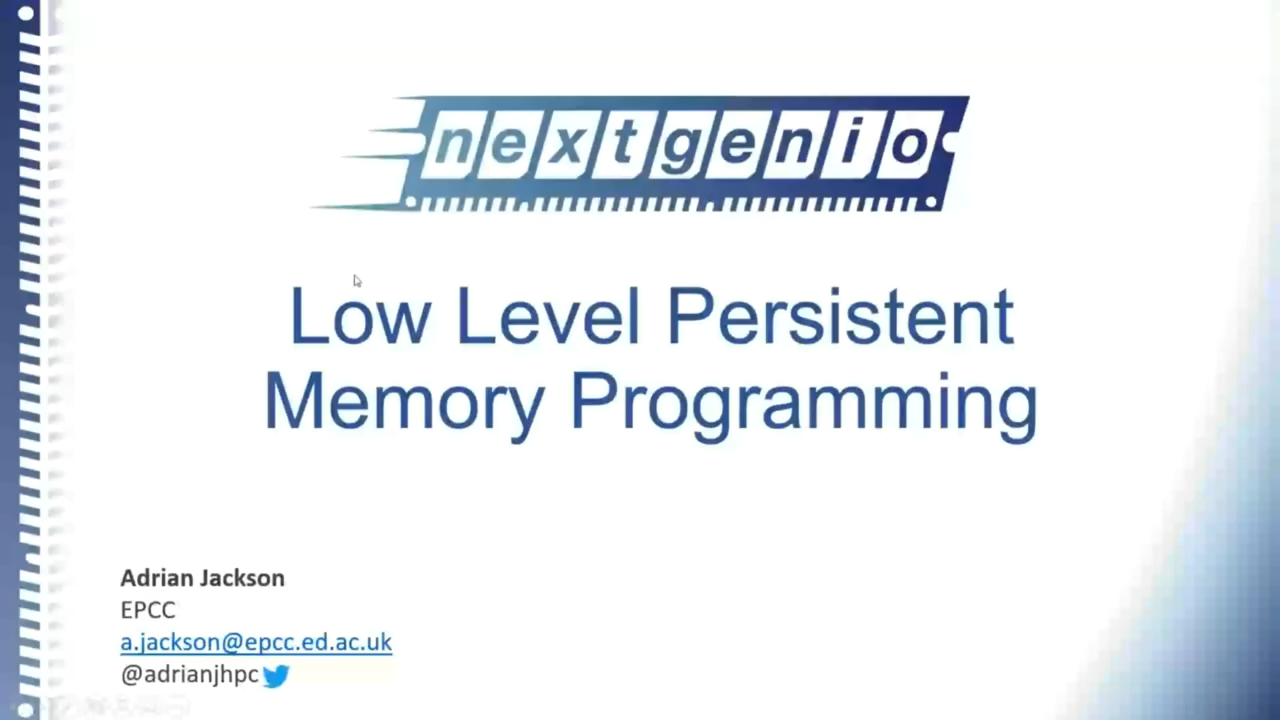 nextgenio
Low Level Persistent
Memory Programming
Adrian Jackson
EPCC
a.jackson@epcc.ed.ac.uk
@adrianjhpc